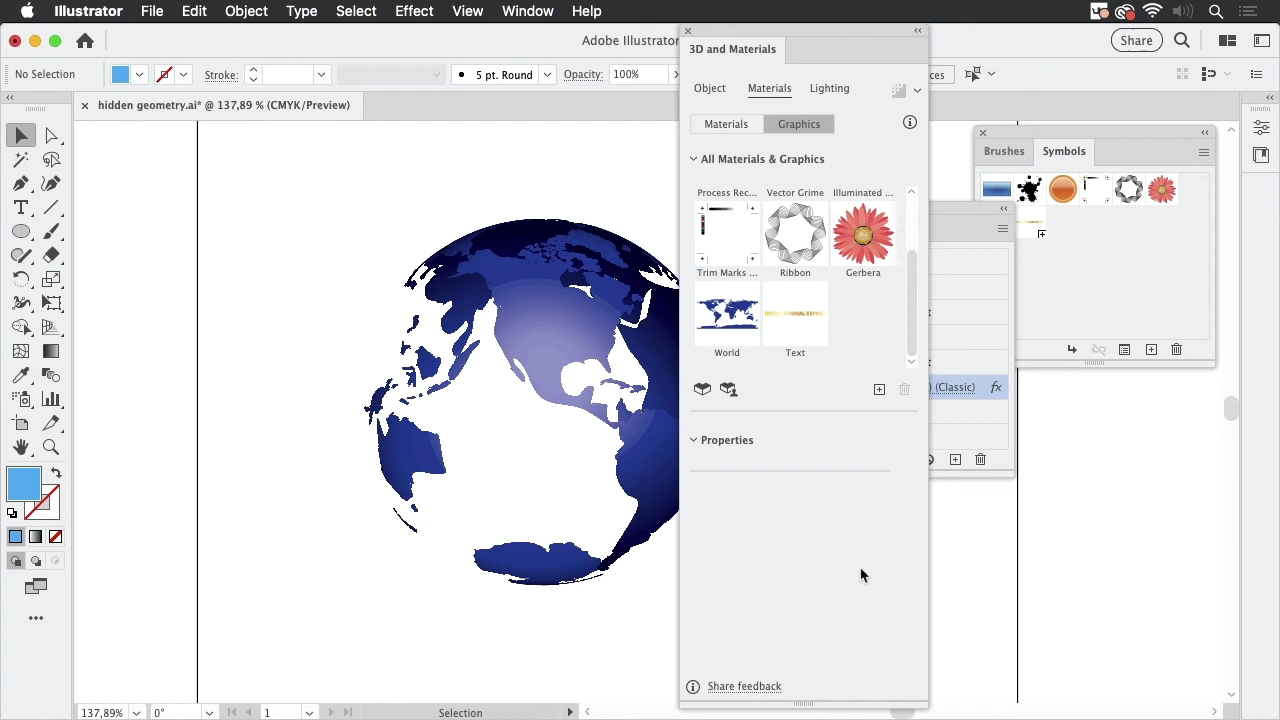 Illustrator File Edit Object Type Select Effect View Window Help
Adobe Illustrator
Share
No Selection
Stroke:
5 pt. Round
Opacity: 100%
3D and Materials
hidden geometry.ai* @ 137,89 % (CMYK/Preview)
Object Materials Lighting
Materials Graphics
All Materials & Graphics
Process Rec... Vector Grime Illuminated ...
Trim Marks ... Ribbon Gerbera
World Text
Properties
Share feedback
Brushes Symbols
) (Classic)
fx
137,89%
0°
1
Selection